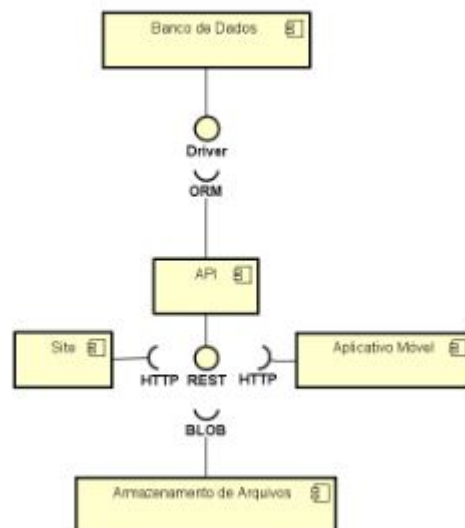 Banco de Dados
Driver
ORM
API
Site
Aplicativo Móvel
HTTP REST HTTP
BLOB
Armazenamento de Arquivos